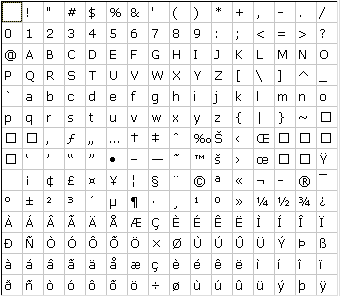 ! " # $ % & ' ( ) * + , - . /
0 1 2 3 4 5 6 7 8 9 : ; < = > ?
@ A B C D E F G H I J K L M N O
P Q R S T U V W X Y Z [ \ ] ^ _
` a b c d e f g h i j k l m n o
p q r s t u v w x y z { | } ~ □
□ □ ‚ ƒ „ … † ‡ ˆ ‰ Š ‹ Œ □ □ □
□ ‘ ’ “ ” • – — ˜ ™ š › œ □ □ Ÿ
¡ ¢ £ ¤ ¥ ¦ § ¨ © ª « ¬ - ® ¯
° ± ² ³ ´ µ ¶ · ¸ ¹ º » ¼ ½ ¾ ¿
À Á Â Ã Ä Å Æ Ç È É Ê Ë Ì Í Î Ï
Ð Ñ Ò Ó Ô Õ Ö × Ø Ù Ú Û Ü Ý Þ ß
à á â ã ä å æ ç è é ê ë ì í î ï
ð ñ ò ó ô õ ö ÷ ø ù ú û ü ý þ ÿ